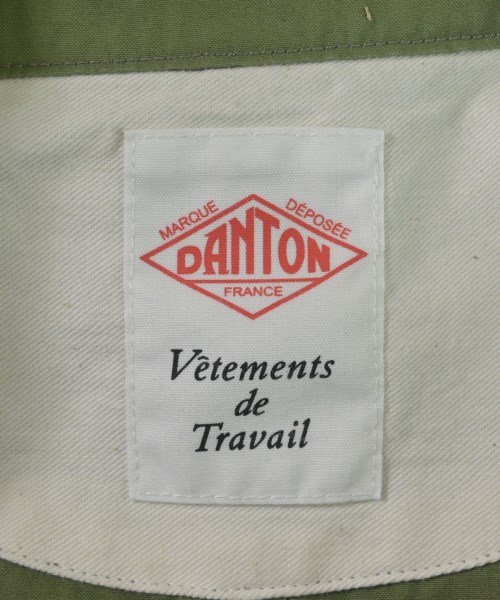 MARQUE DÉPOSÉE
DANTON
FRANCE
Vêtements
de
Travail